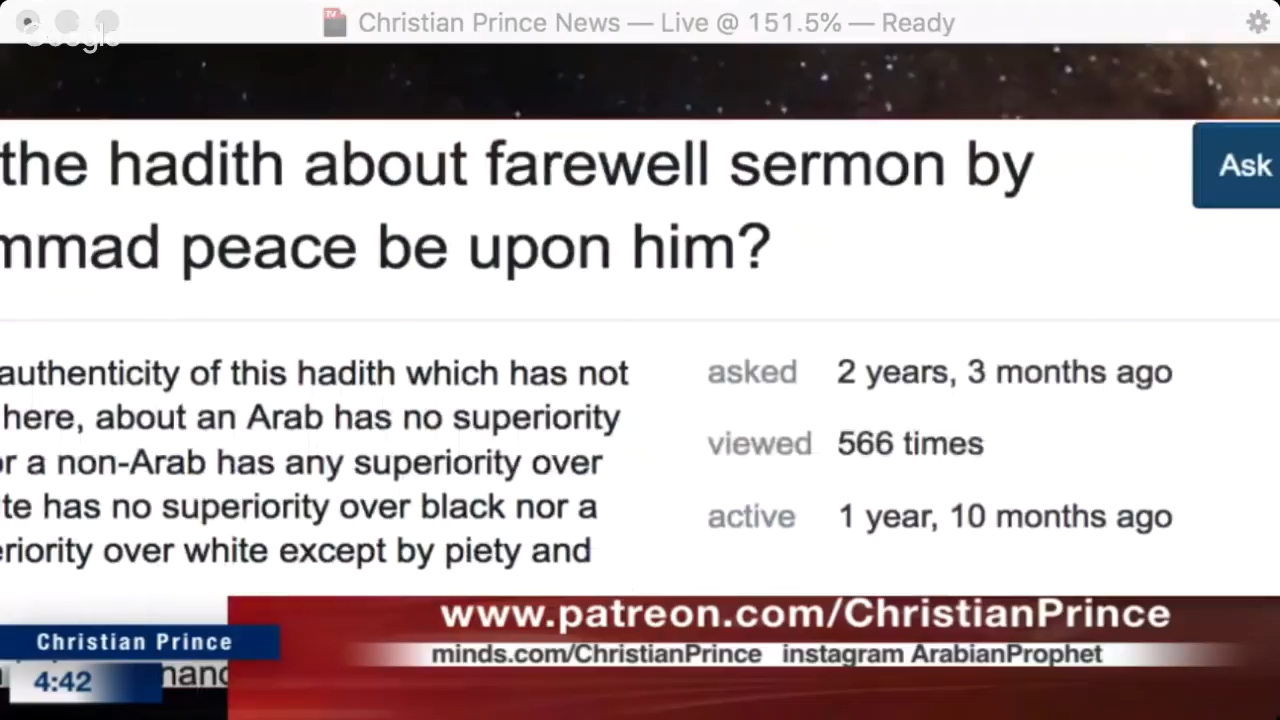 Christian Prince News — Live @ 151.5% — Ready
Google
the hadith about farewell sermon by
Ask
mmad peace be upon him?
authenticity of this hadith which has not
here, about an Arab has no superiority
or a non-Arab has any superiority over
te has no superiority over black nor a
eriority over white except by piety and
asked 2 years, 3 months ago
viewed 566 times
active 1 year, 10 months ago
www.patreon.com/ChristianPrince
Christian Prince
minds.com/ChristianPrince instagram ArabianProphet
4:42